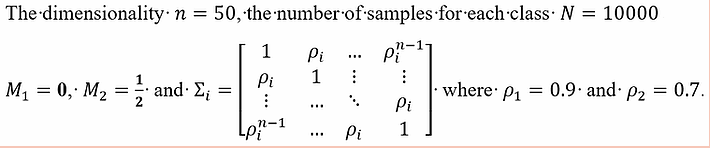 The dimensionality n = 50, the number of samples for each class N = 10000
M₁ = 0, M₂ = 1/2 and Σᵢ = [ 1 ρᵢ … ρᵢⁿ⁻¹
ρᵢ 1 ⋮ ⋮
⋮ … ⋱ ρᵢ
ρᵢⁿ⁻¹ … ρᵢ 1 ] where ρ₁ = 0.9 and ρ₂ = 0.7.